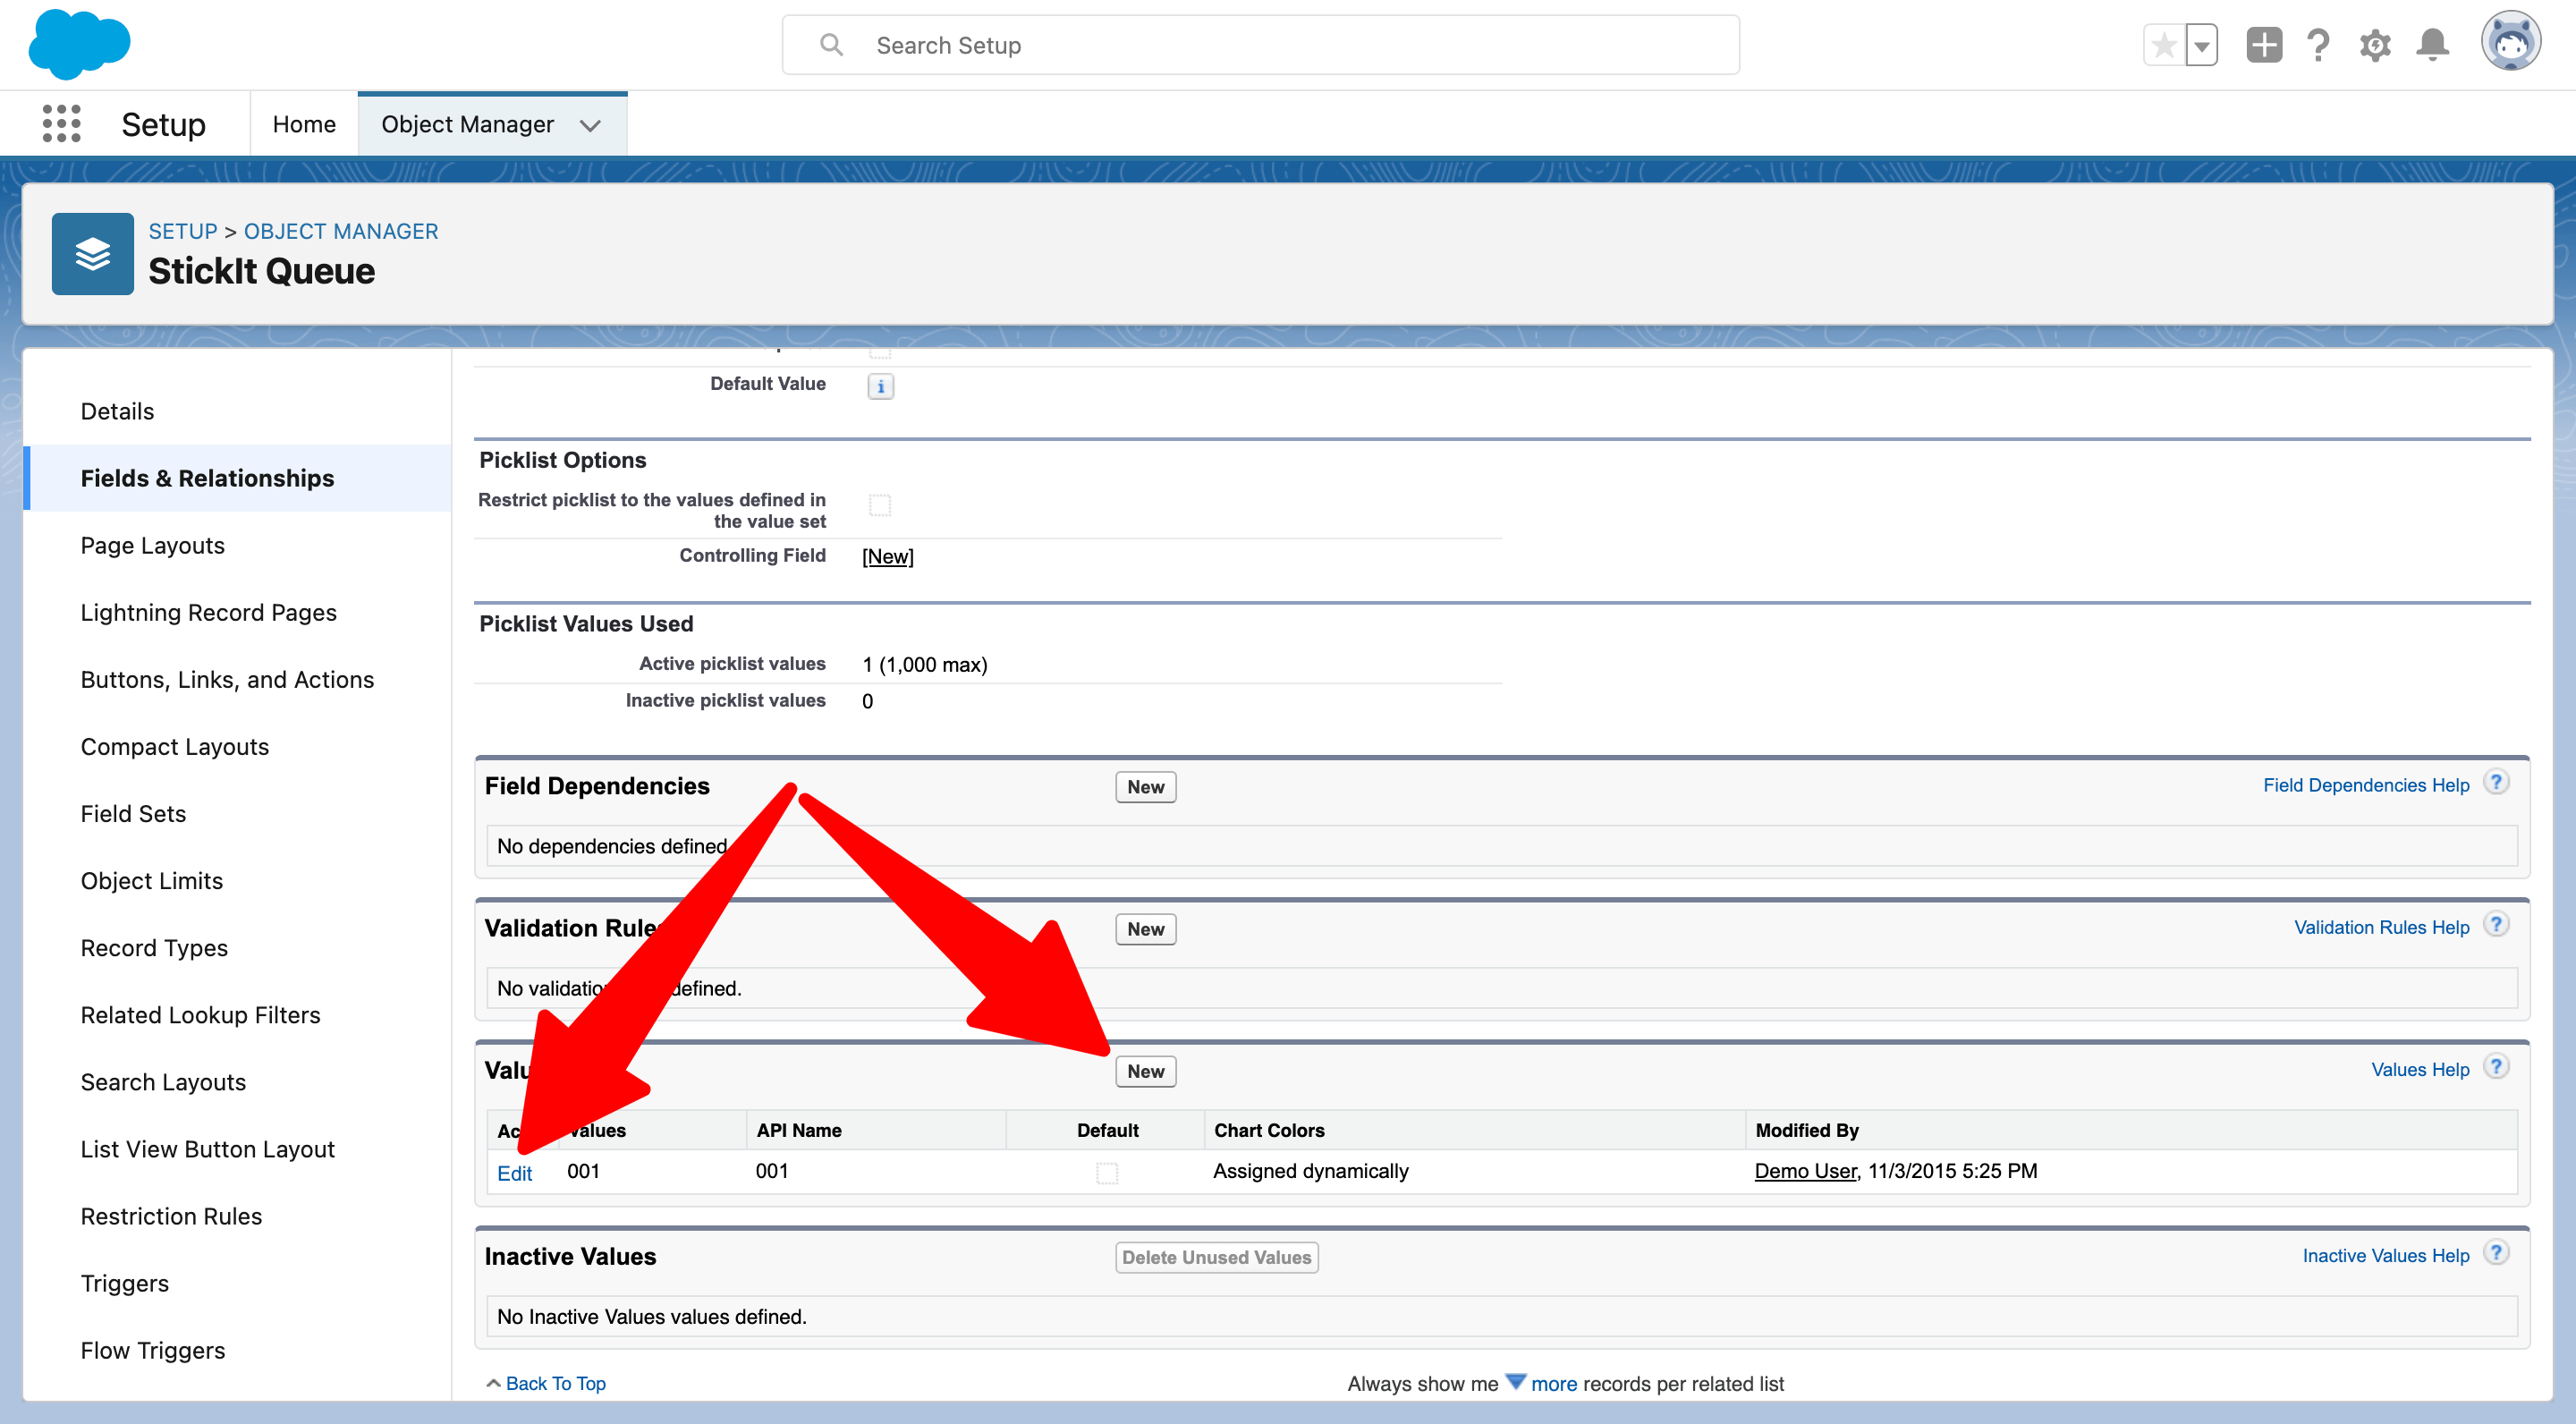 Search Setup
Setup
Home
Object Manager
SETUP > OBJECT MANAGER
StickIt Queue
Details
Fields & Relationships
Page Layouts
Lightning Record Pages
Buttons, Links, and Actions
Compact Layouts
Field Sets
Object Limits
Record Types
Related Lookup Filters
Search Layouts
List View Button Layout
Restriction Rules
Triggers
Flow Triggers
Default Value
i
Picklist Options
Restrict picklist to the values defined in
the value set
Controlling Field [New]
Picklist Values Used
Active picklist values 1 (1,000 max)
Inactive picklist values 0
Field Dependencies New Field Dependencies Help ?
No dependencies defined
Validation New Validation Rules Help ?
No defined.
New Values Help ?
API Name Default Chart Colors Modified By
Edit 001 001 Assigned dynamically Demo User, 11/3/2015 5:25 PM
Inactive Values Delete Unused Values Inactive Values Help ?
No Inactive Values values defined.
Back To Top
Always show me more records per related list